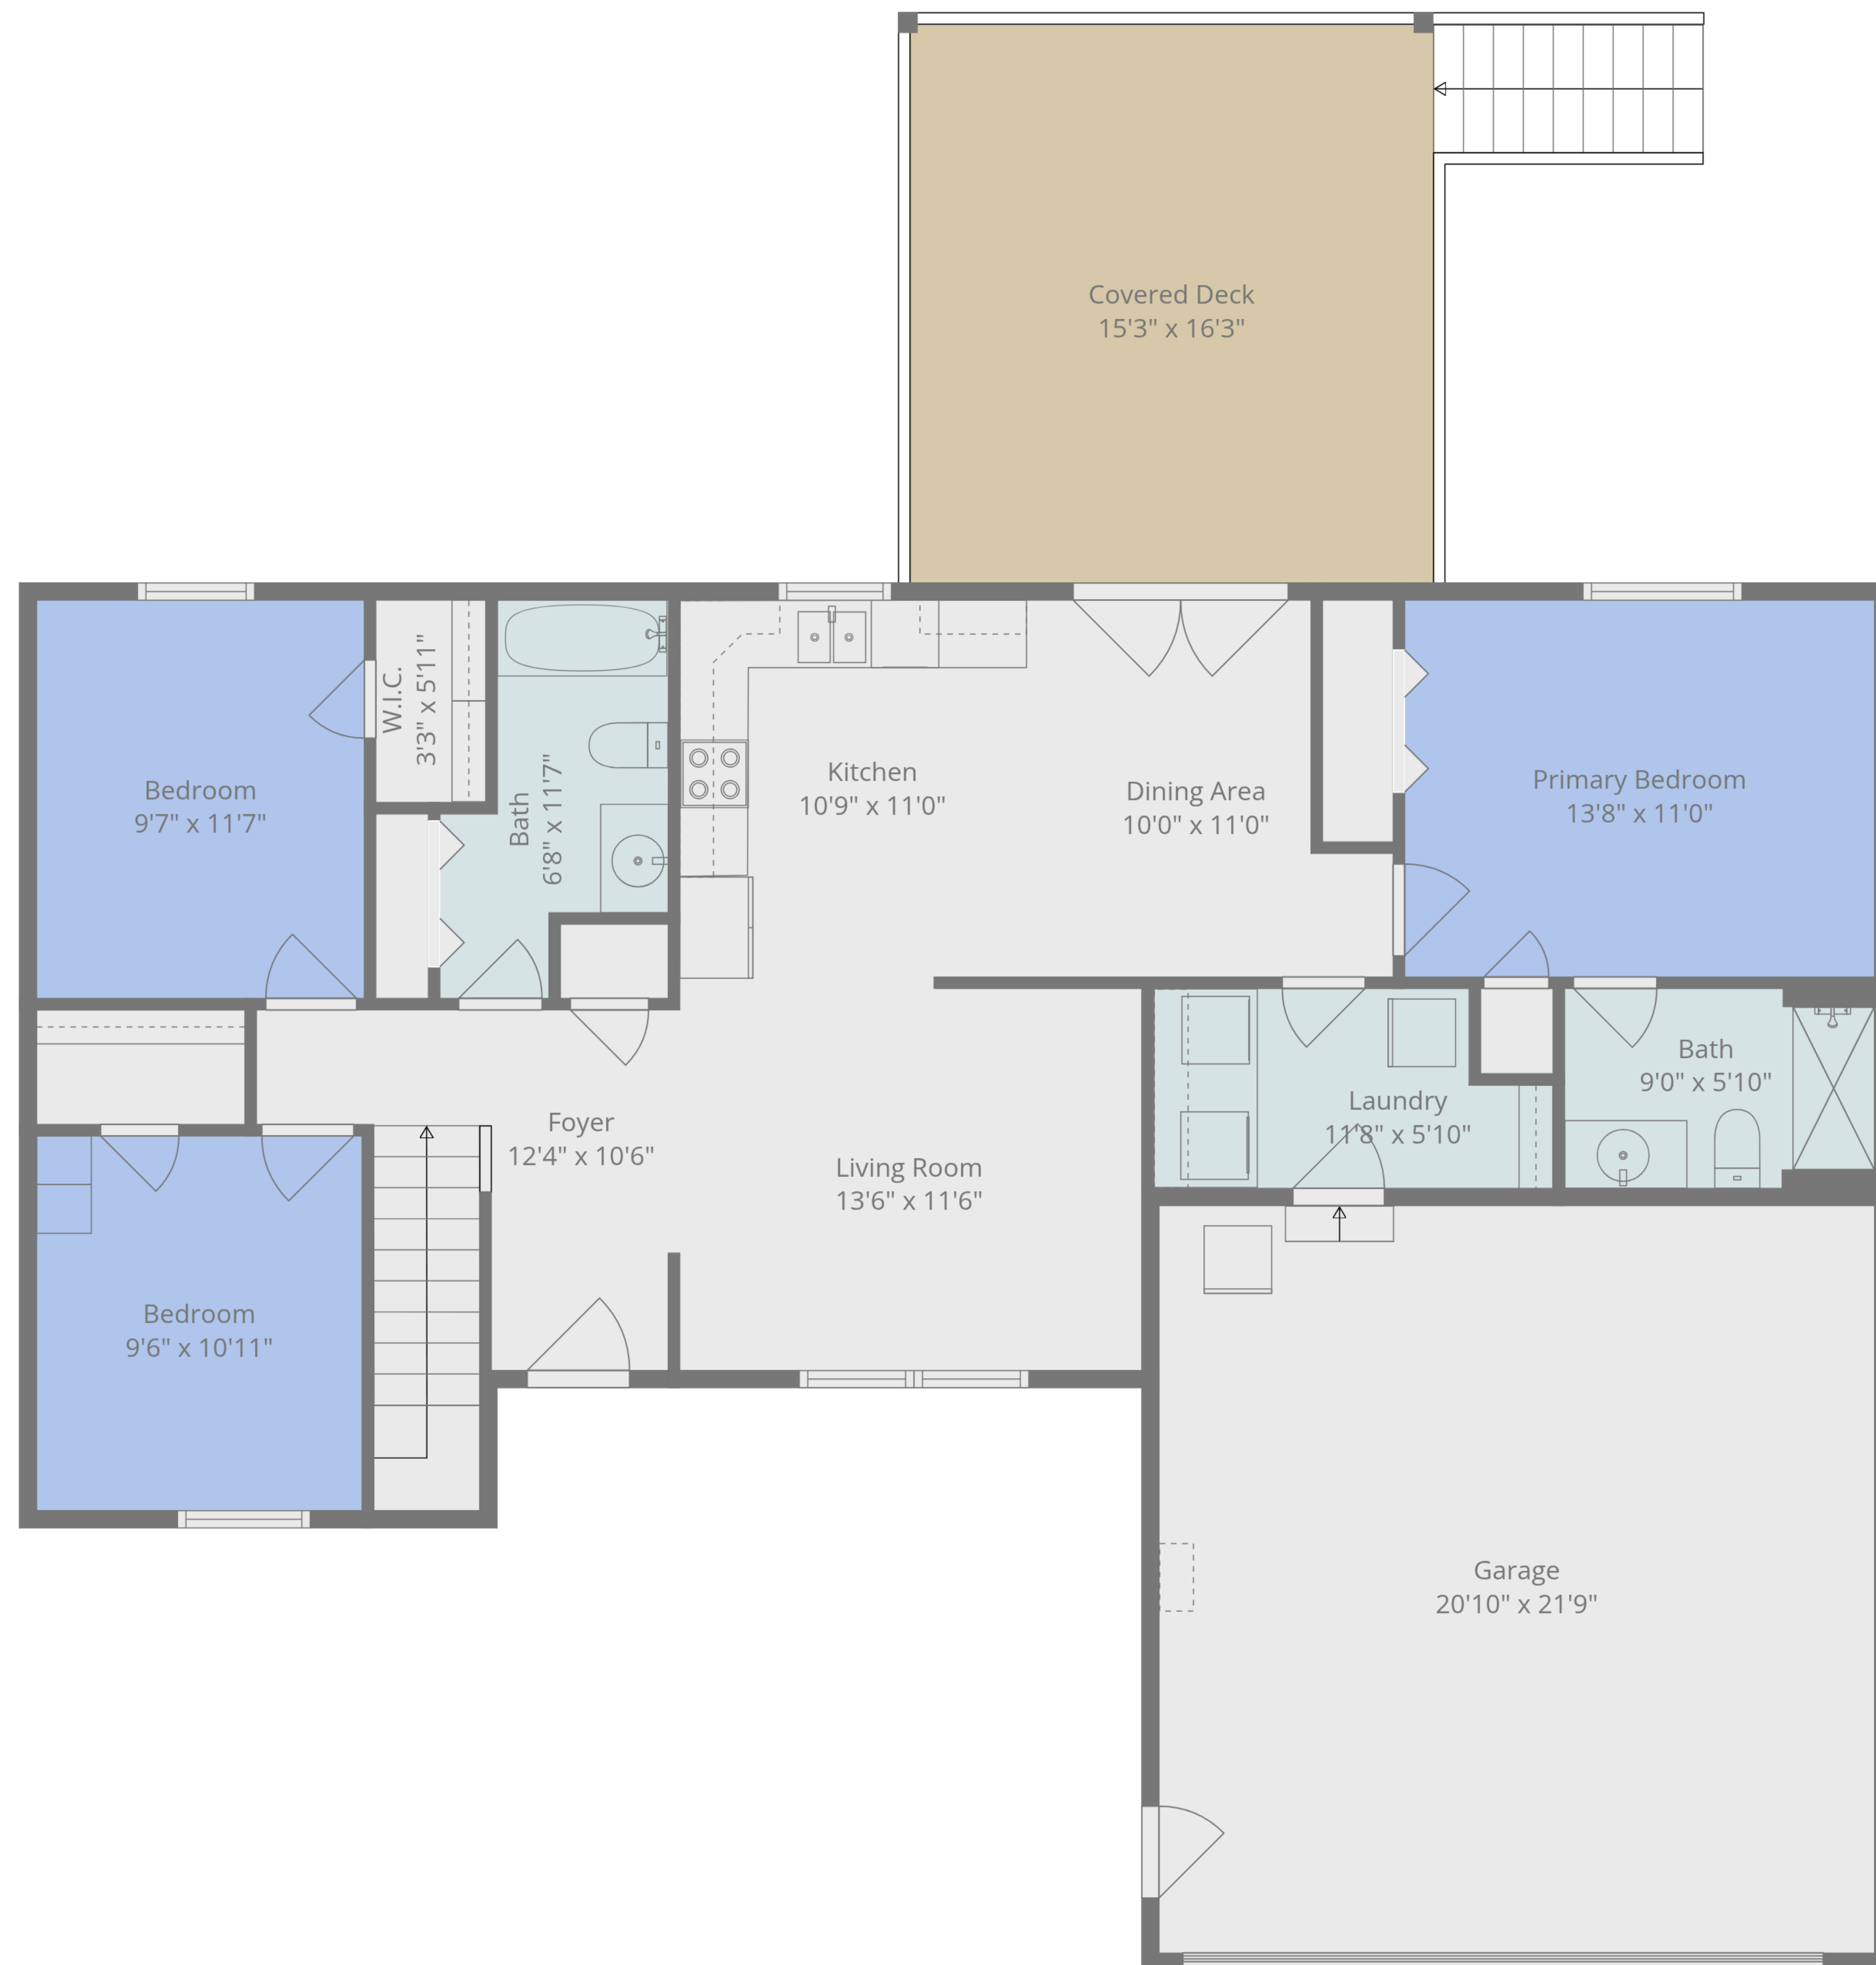 Covered Deck
15'3" x 16'3"
Bedroom
9'7" x 11'7"
W.I.C.
3'3" x 5'11"
Bath
6'8" x 11'7"
Kitchen
10'9" x 11'0"
Dining Area
10'0" x 11'0"
Primary Bedroom
13'8" x 11'0"
Foyer
12'4" x 10'6"
Living Room
13'6" x 11'6"
Laundry
11'8" x 5'10"
Bath
9'0" x 5'10"
Bedroom
9'6" x 10'11"
Garage
20'10" x 21'9"